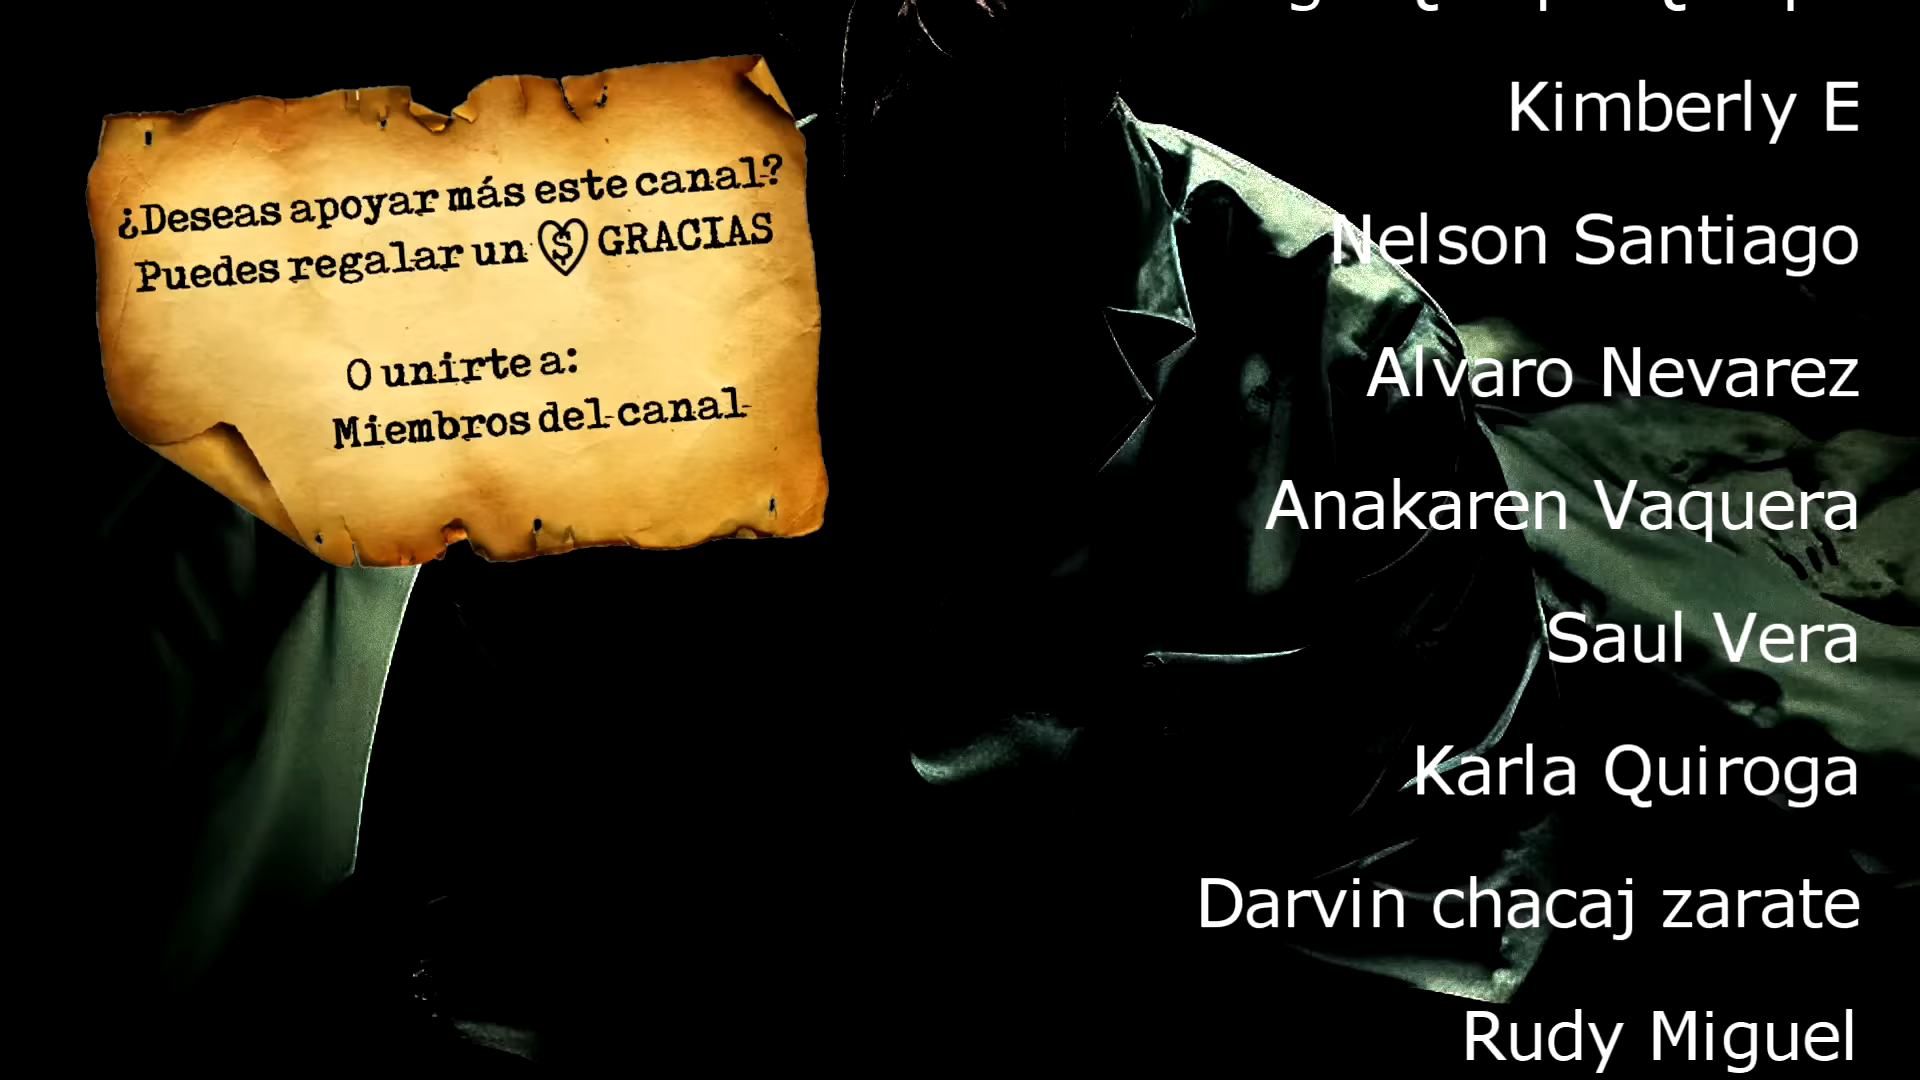 ¿Deseas apoyar más este canal?
Puedes regalar un $ GRACIAS
O unirte a:
Miembros del canal
Kimberly E
Nelson Santiago
Alvaro Nevarez
Anakaren Vaquera
Saul Vera
Karla Quiroga
Darvin chacaj zarate
Rudy Miguel